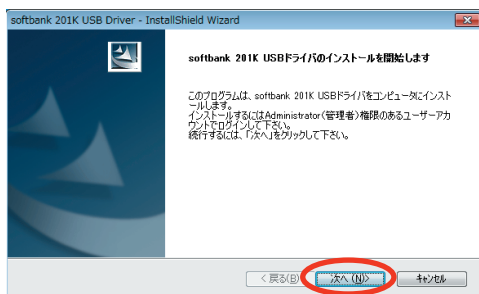 softbank 201K USB Driver - InstallShield Wizard
softbank 201K USBドライバのインストールを開始します
このプログラムは、softbank 201K USBドライバをコンピュータにインスト
ールします。
インストールするにはAdministrator(管理者)権限のあるユーザーアカ
ウントでログインして下さい。
続行するには、「次へ」をクリックして下さい。
< 戻る(B) 次へ (N)> キャンセル